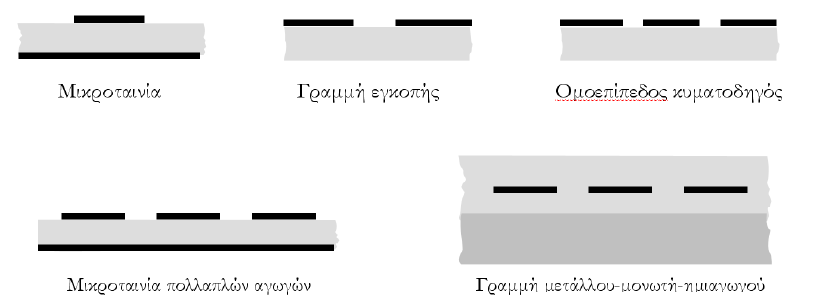 Μικροταινία
Γραμμή εγκοπής
Ομοεπίπεδος κυματοδηγός
Μικροταινία πολλαπλών αγωγών
Γραμμή μετάλλου-μονωτή-ημιαγωγού